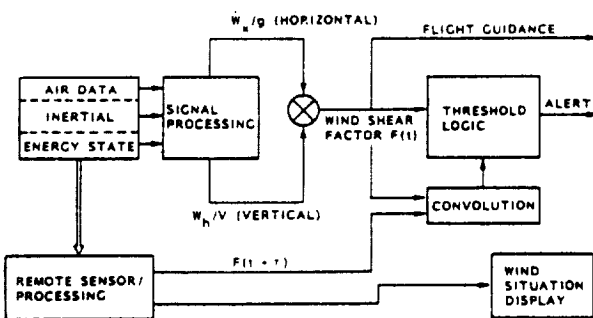 Ẇx/g (HORIZONTAL)
FLIGHT GUIDANCE
AIR DATA
INERTIAL
ENERGY STATE
SIGNAL
PROCESSING
WIND SHEAR
FACTOR F(t)
THRESHOLD
LOGIC
ALERT
Wh/V (VERTICAL)
CONVOLUTION
F(t + τ)
REMOTE SENSOR/
PROCESSING
WIND
SITUATION
DISPLAY